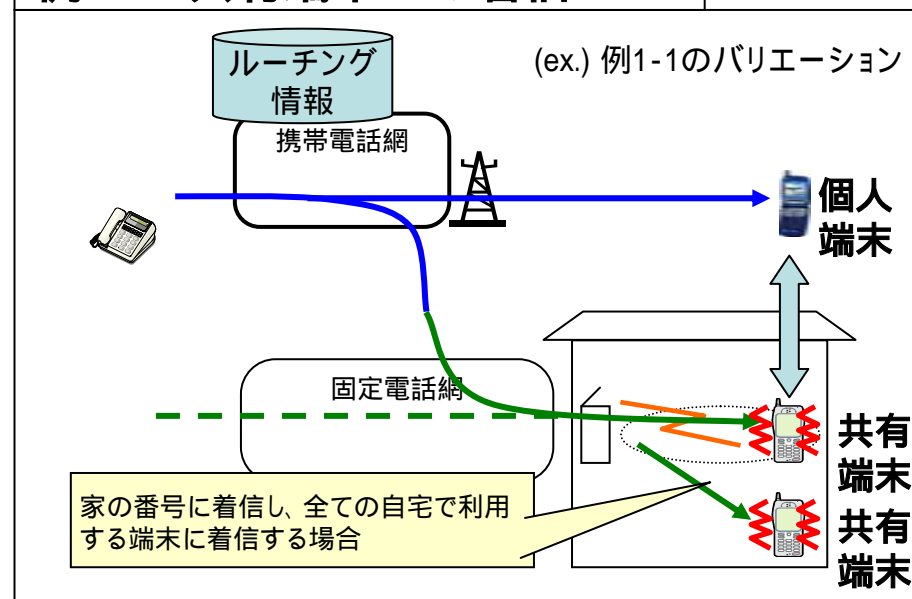 (ex.) 例1-1のバリエーション
ルーチング
情報
携帯電話網
個人
端末
固定電話網
共有
端末
共有
端末
家の番号に着信し、全ての自宅で利用
する端末に着信する場合